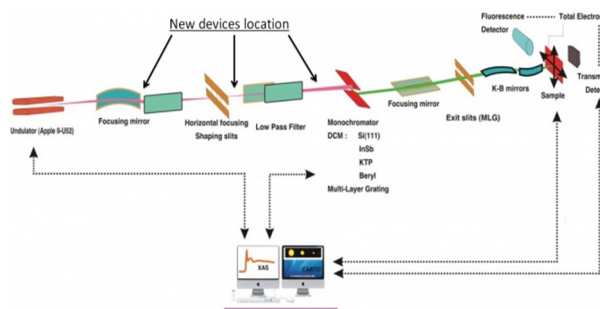 New devices location
Fluorescence
Detector
Total Electro
Transm
Dete
Sample
K-B mirrors
Exit slits (MLG)
Focusing mirror
Undulator (Apple II-U52)
Focusing mirror
Horizontal focusing
Shaping slits
Low Pass Filter
Monochromator
DCM : Si(111)
InSb
KTP
Beryl
Multi-Layer Grating
XAS
CARTO